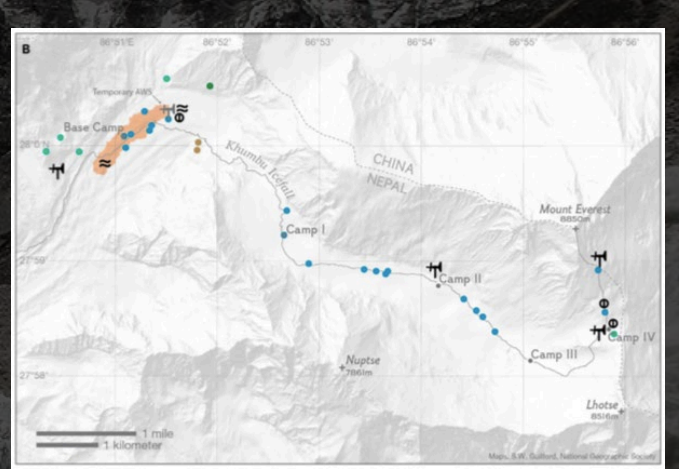 B
86°51'E
86°52'
86°53'
86°54'
86°55'
86°56'
Temporary AWS
Base Camp
28°0'N
Khumbu Icefall
CHINA
NEPAL
Mount Everest
8850m
Camp I
27°59'
Camp II
Camp IV
Camp III
Nuptse
7861m
27°58'
Lhotse
8516m
1 mile
1 kilometer
Maps, S.W. Guilford, National Geographic Society